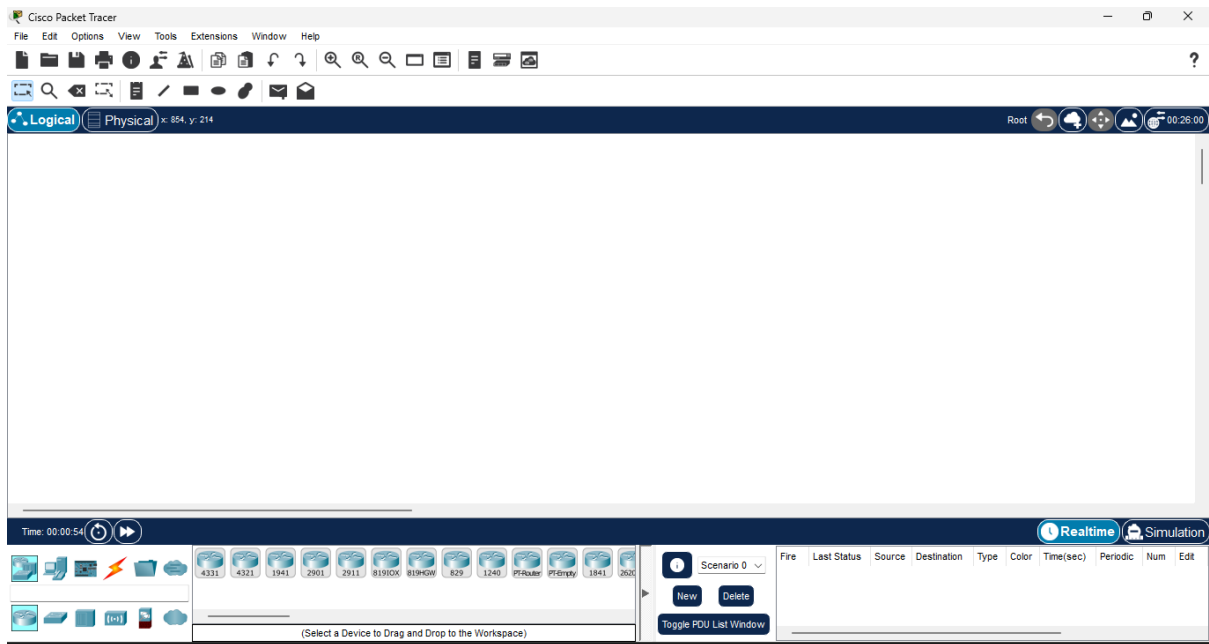 Cisco Packet Tracer
File Edit Options View Tools Extensions Window Help
?
Logical Physical x: 854, y: 214 Root 00:26:00
Time: 00:00:54 Realtime Simulation
4331 4321 1941 2901 2911 819IOX 819HGW 829 1240 PT-Router PT-Empty 1841 262
Scenario 0
New Delete
Toggle PDU List Window
Fire Last Status Source Destination Type Color Time(sec) Periodic Num Edit
(Select a Device to Drag and Drop to the Workspace)